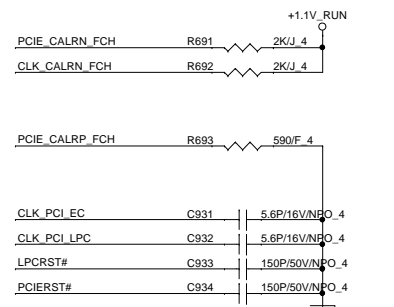 +1.1V_RUN
PCIE_CALRN_FCH R691 2K/J_4
CLK_CALRN_FCH R692 2K/J_4
PCIE_CALRP_FCH R693 590/F_4
CLK_PCI_EC C931 5.6P/16V/NPO_4
CLK_PCI_LPC C932 5.6P/16V/NPO_4
LPCRST# C933 150P/50V/NPO_4
PCIERST# C934 150P/50V/NPO_4